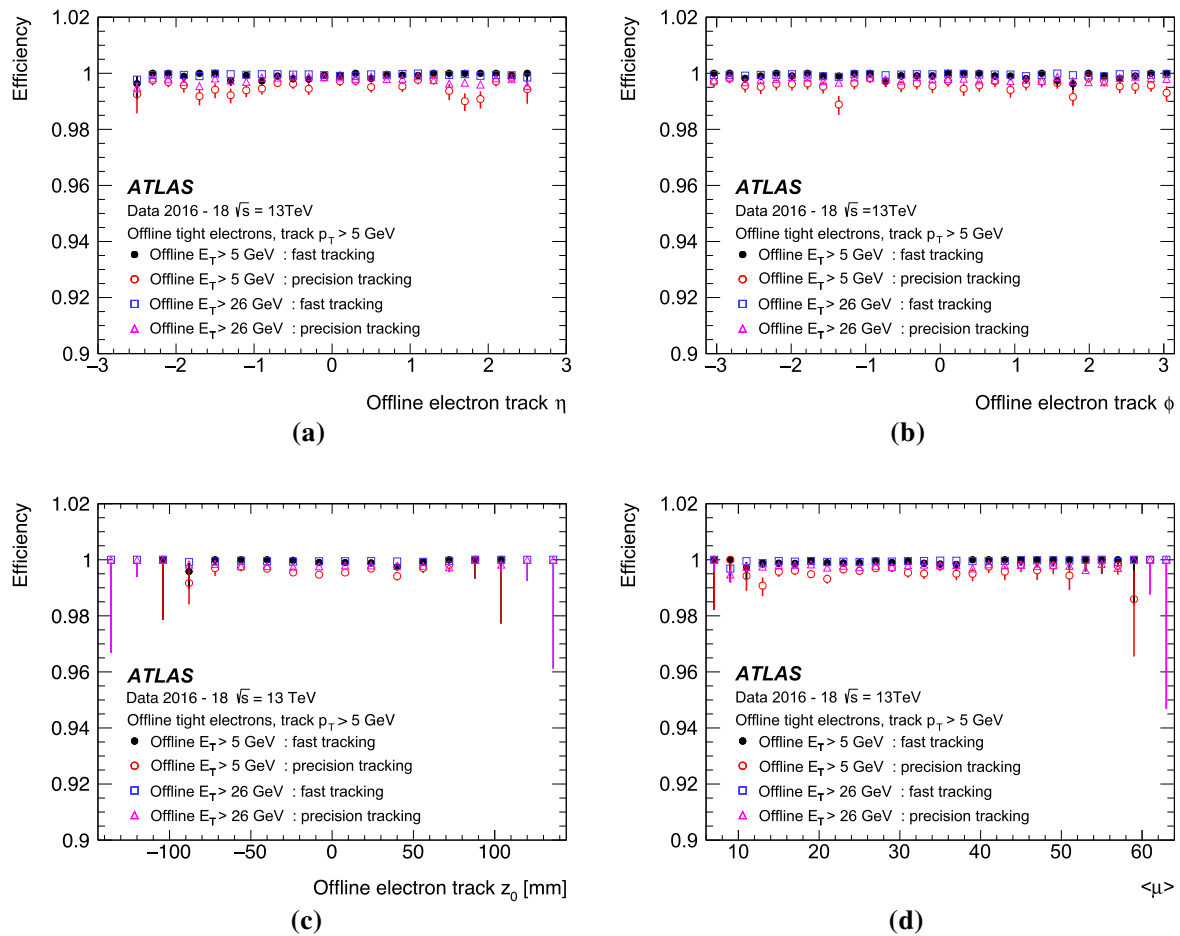 Efficiency
1.02
1
0.98
0.96
0.94
0.92
0.9
ATLAS
Data 2016 - 18 √s = 13TeV
Offline tight electrons, track p_T > 5 GeV
Offline E_T > 5 GeV : fast tracking
Offline E_T > 5 GeV : precision tracking
Offline E_T > 26 GeV : fast tracking
Offline E_T > 26 GeV : precision tracking
−3 −2 −1 0 1 2 3
Offline electron track η
(a)
Efficiency
1.02
1
0.98
0.96
0.94
0.92
0.9
ATLAS
Data 2016 - 18 √s =13TeV
Offline tight electrons, track p_T > 5 GeV
Offline E_T > 5 GeV : fast tracking
Offline E_T > 5 GeV : precision tracking
Offline E_T > 26 GeV : fast tracking
Offline E_T > 26 GeV : precision tracking
−3 −2 −1 0 1 2 3
Offline electron track ϕ
(b)
Efficiency
1.02
1
0.98
0.96
0.94
0.92
0.9
ATLAS
Data 2016 - 18 √s = 13 TeV
Offline tight electrons, track p_T > 5 GeV
Offline E_T > 5 GeV : fast tracking
Offline E_T > 5 GeV : precision tracking
Offline E_T > 26 GeV : fast tracking
Offline E_T > 26 GeV : precision tracking
−100 −50 0 50 100
Offline electron track z_0 [mm]
(c)
Efficiency
1.02
1
0.98
0.96
0.94
0.92
0.9
ATLAS
Data 2016 - 18 √s = 13TeV
Offline tight electrons, track p_T > 5 GeV
Offline E_T > 5 GeV : fast tracking
Offline E_T > 5 GeV : precision tracking
Offline E_T > 26 GeV : fast tracking
Offline E_T > 26 GeV : precision tracking
10 20 30 40 50 60
<μ>
(d)